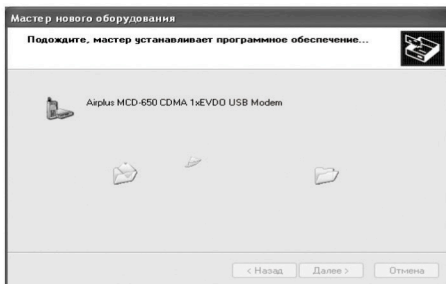 Мастер нового оборудования
Подождите, мастер устанавливает программное обеспечение...
Airplus MCD-650 CDMA 1xEVDO USB Modem
< Назад
Далее >
Отмена